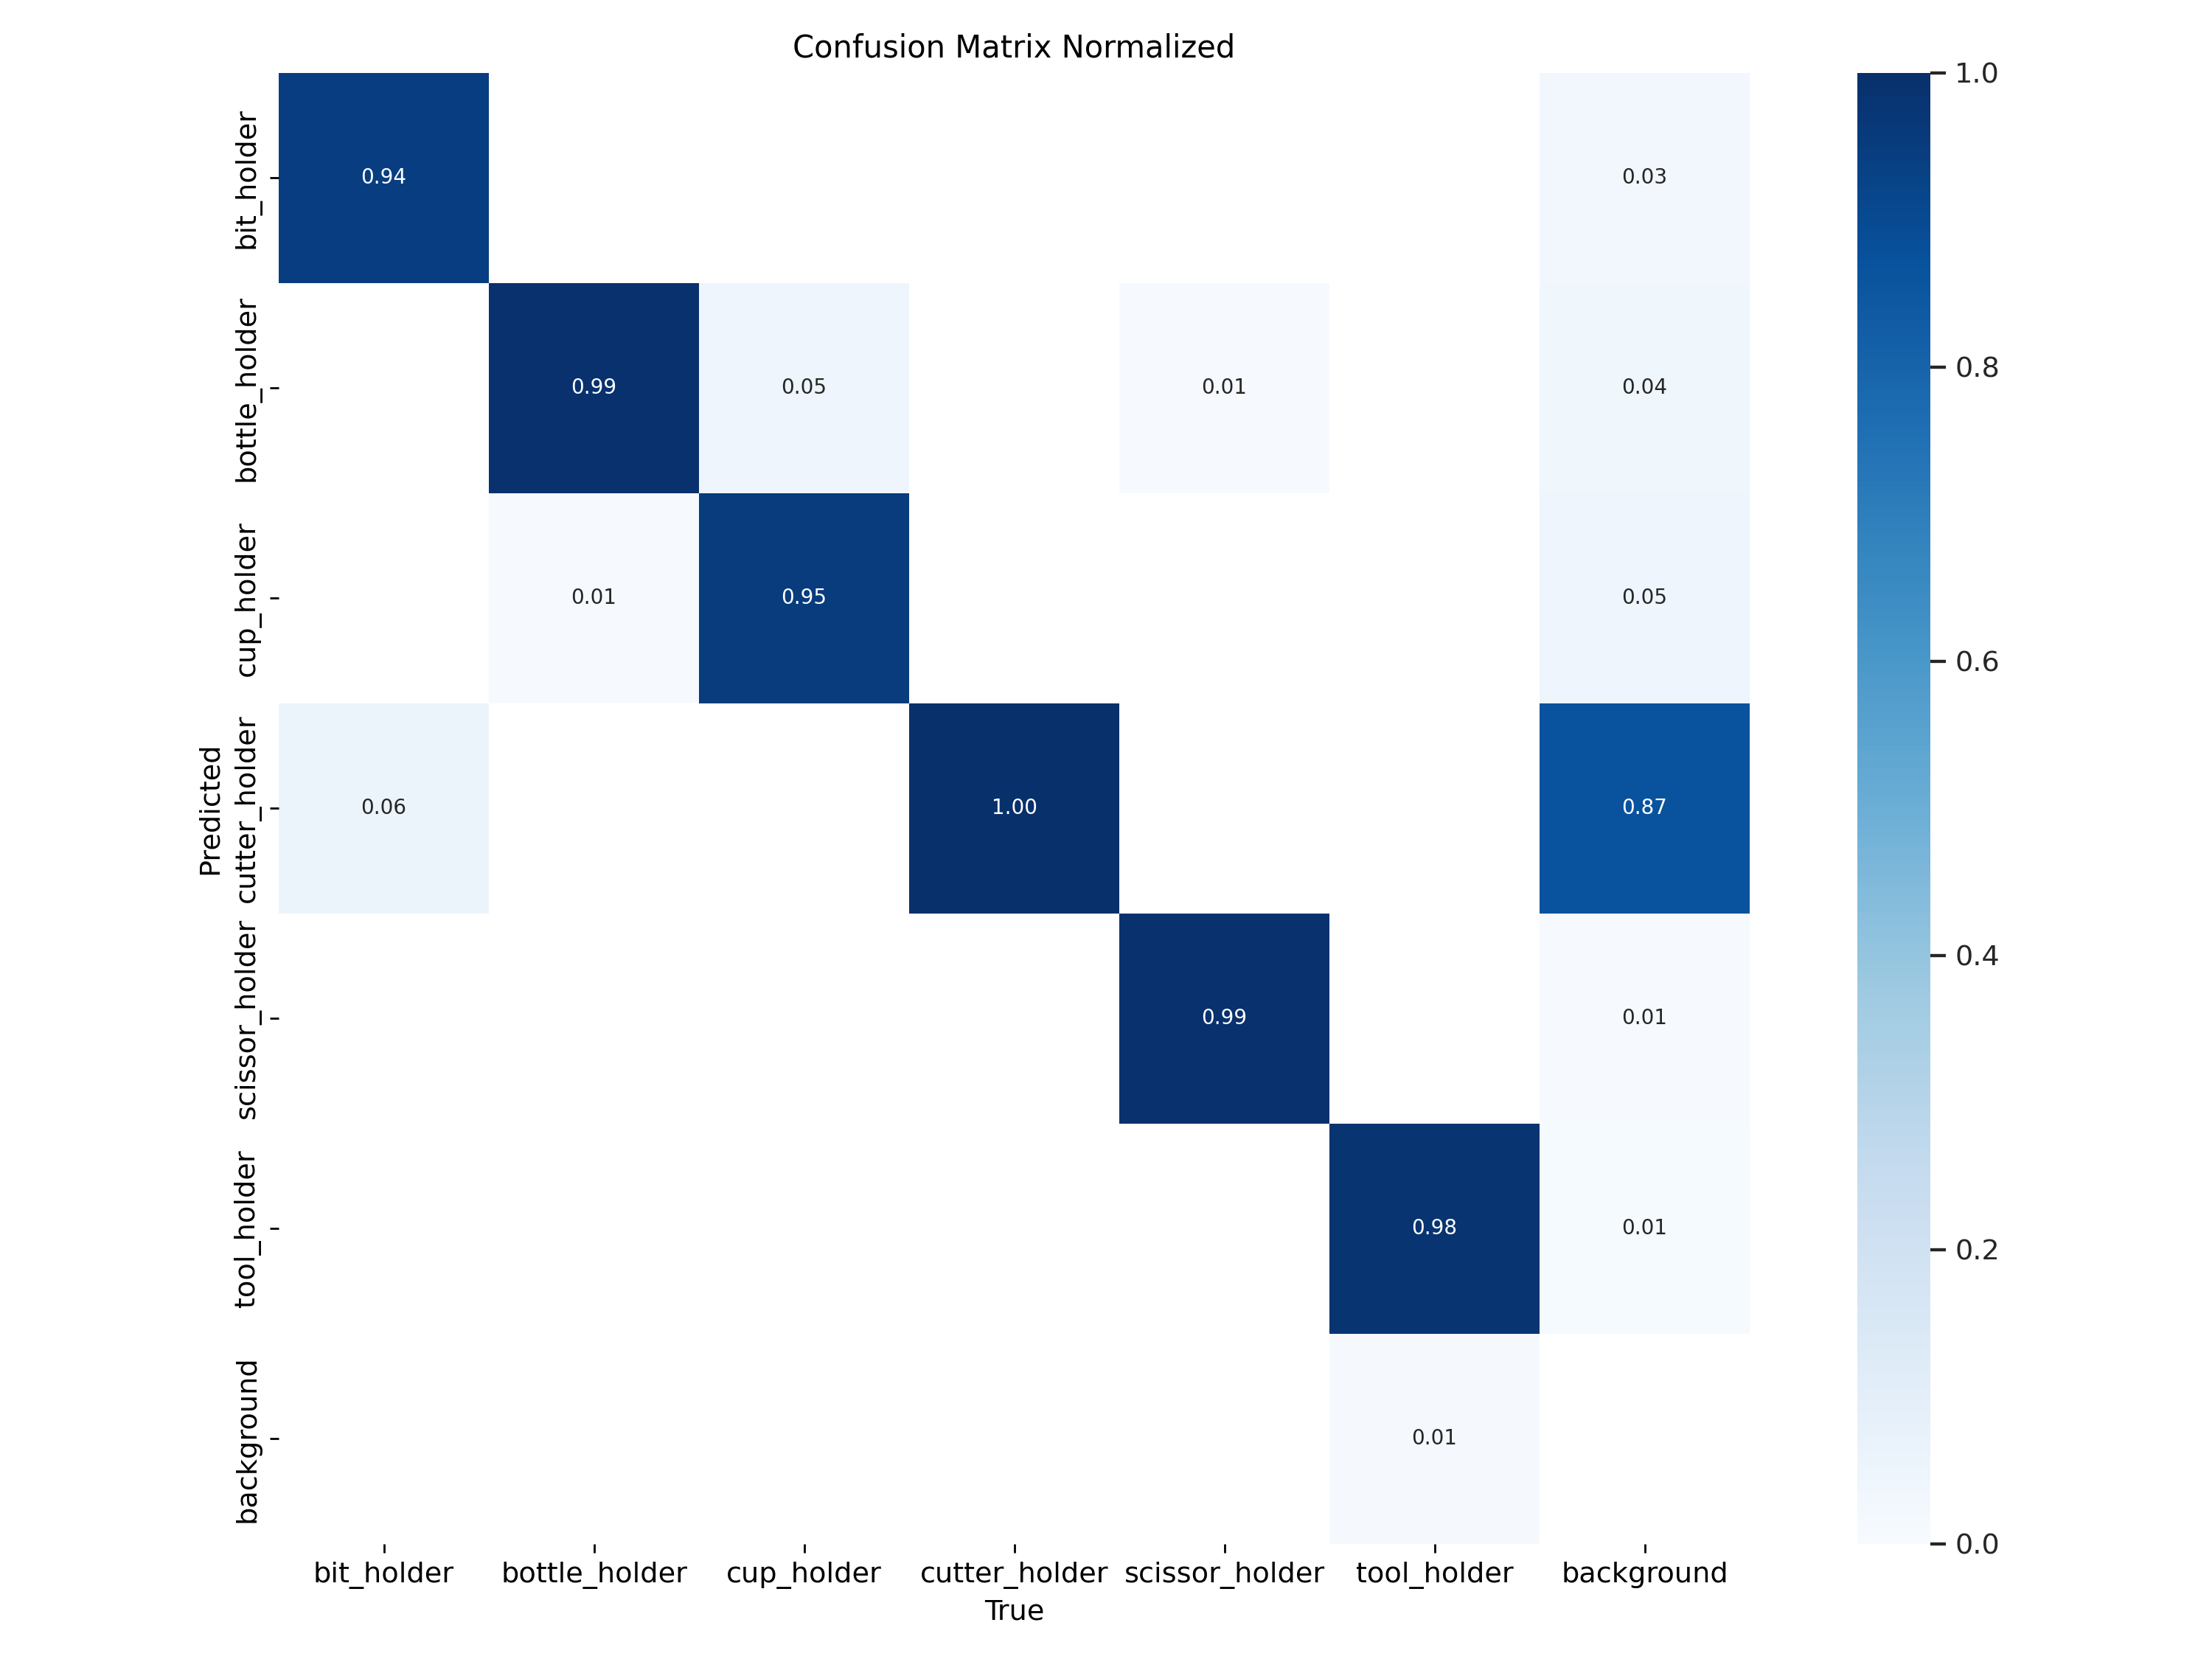 Confusion Matrix Normalized
bit_holder 0.94 0.03
bottle_holder 0.99 0.05 0.01 0.04
cup_holder 0.01 0.95 0.05
cutter_holder 0.06 1.00 0.87
scissor_holder 0.99 0.01
tool_holder 0.98 0.01
background 0.01
Predicted
bit_holder bottle_holder cup_holder cutter_holder scissor_holder tool_holder background
True
1.0
0.8
0.6
0.4
0.2
0.0